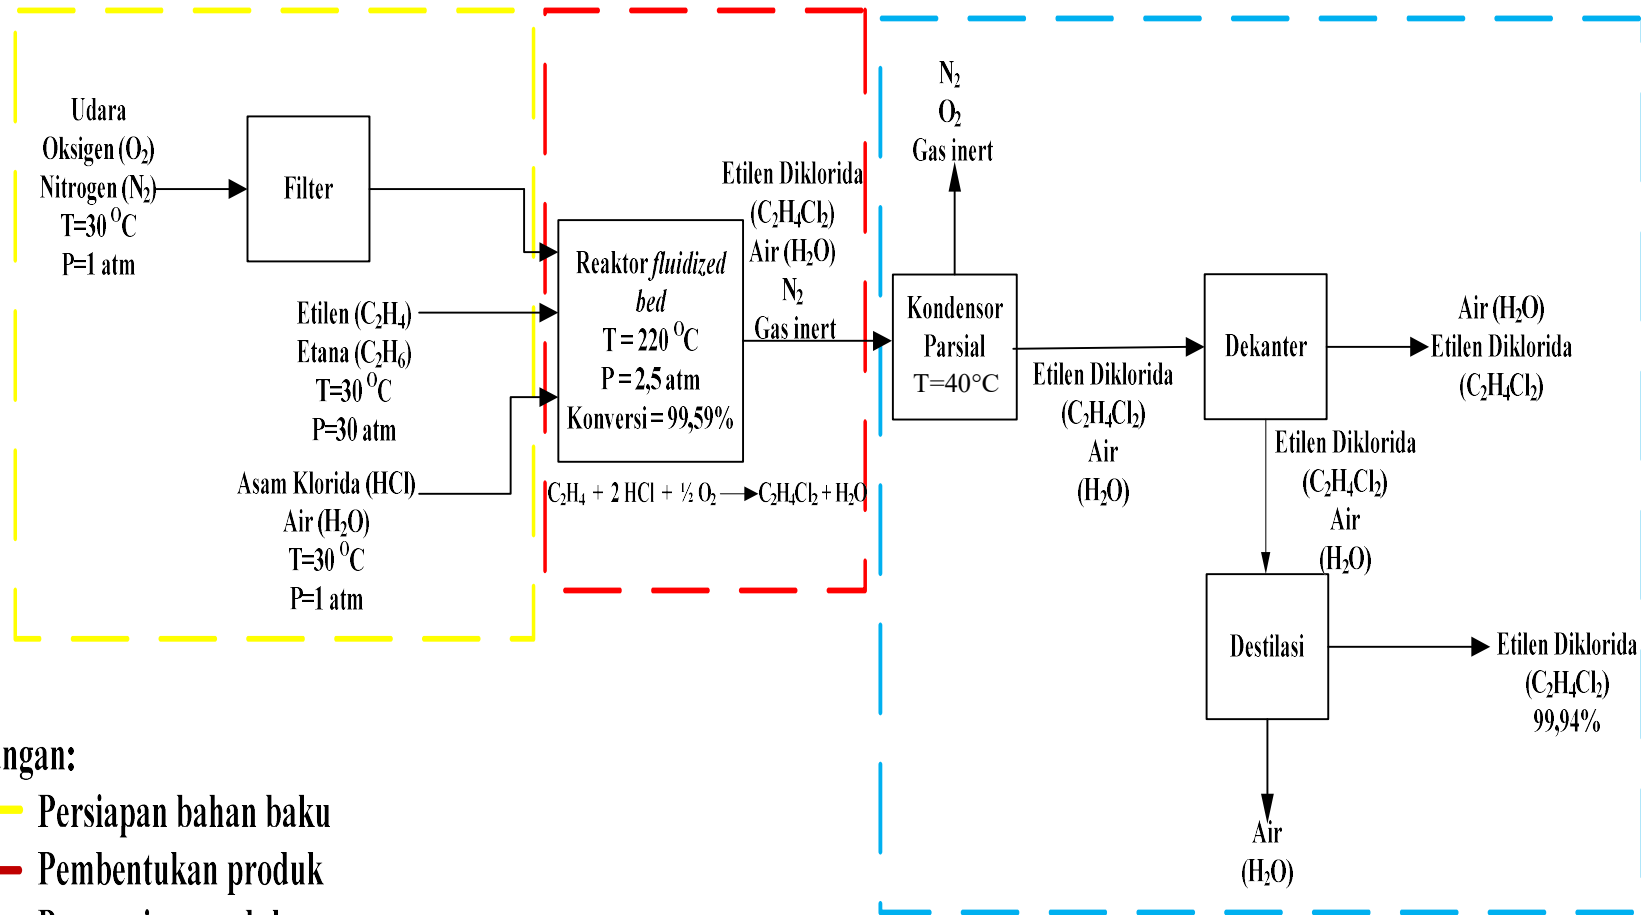 Udara
Oksigen (O₂)
Nitrogen (N₂)
T=30 ᴼC
P=1 atm
Filter
Etilen (C₂H₄)
Etana (C₂H₆)
T=30 ᴼC
P=30 atm
Asam Klorida (HCl)
Air (H₂O)
T=30 ᴼC
P=1 atm
Reaktor fluidized
bed
T = 220 ᴼC
P = 2,5 atm
Konversi = 99,59%
C₂H₄ + 2 HCl + ½ O₂ → C₂H₄Cl₂ + H₂O
Etilen Diklorida
(C₂H₄Cl₂)
Air (H₂O)
N₂
Gas inert
N₂
O₂
Gas inert
Kondensor
Parsial
T=40°C
Etilen Diklorida
(C₂H₄Cl₂)
Air
(H₂O)
Dekanter
Air (H₂O)
Etilen Diklorida
(C₂H₄Cl₂)
Etilen Diklorida
(C₂H₄Cl₂)
Air
(H₂O)
Destilasi
Etilen Diklorida
(C₂H₄Cl₂)
99,94%
Air
(H₂O)
ngan:
Persiapan bahan baku
Pembentukan produk